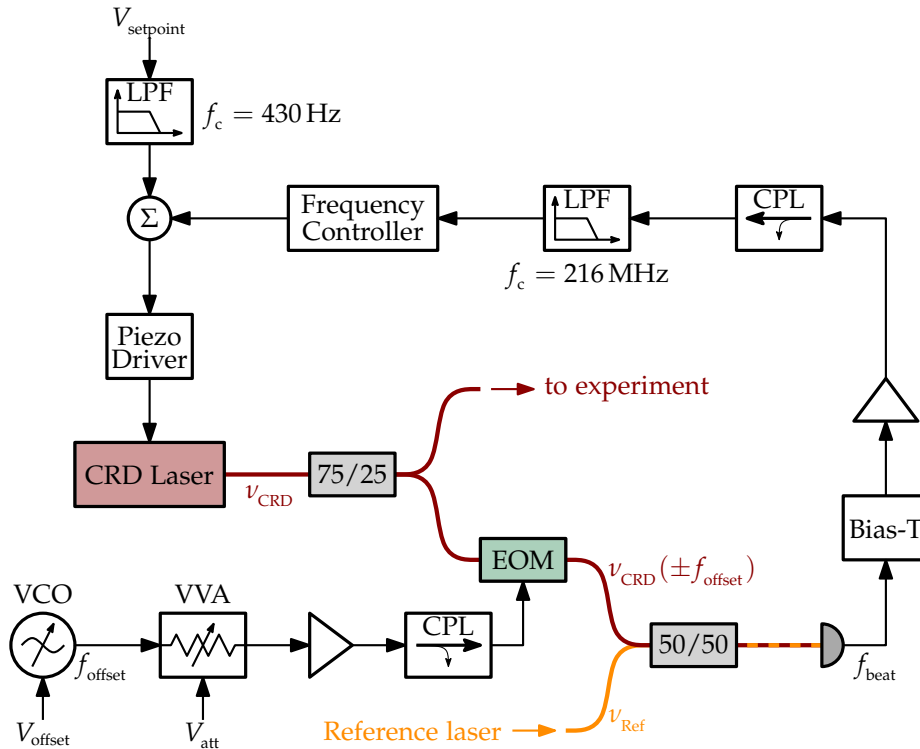 V_setpoint
LPF
f_c = 430 Hz
Σ
Frequency
Controller
LPF
f_c = 216 MHz
CPL
Piezo
Driver
to experiment
CRD Laser
ν_CRD
75/25
Bias-T
EOM
ν_CRD(±f_offset)
VCO
VVA
CPL
f_offset
50/50
f_beat
V_offset
V_att
Reference laser
ν_Ref